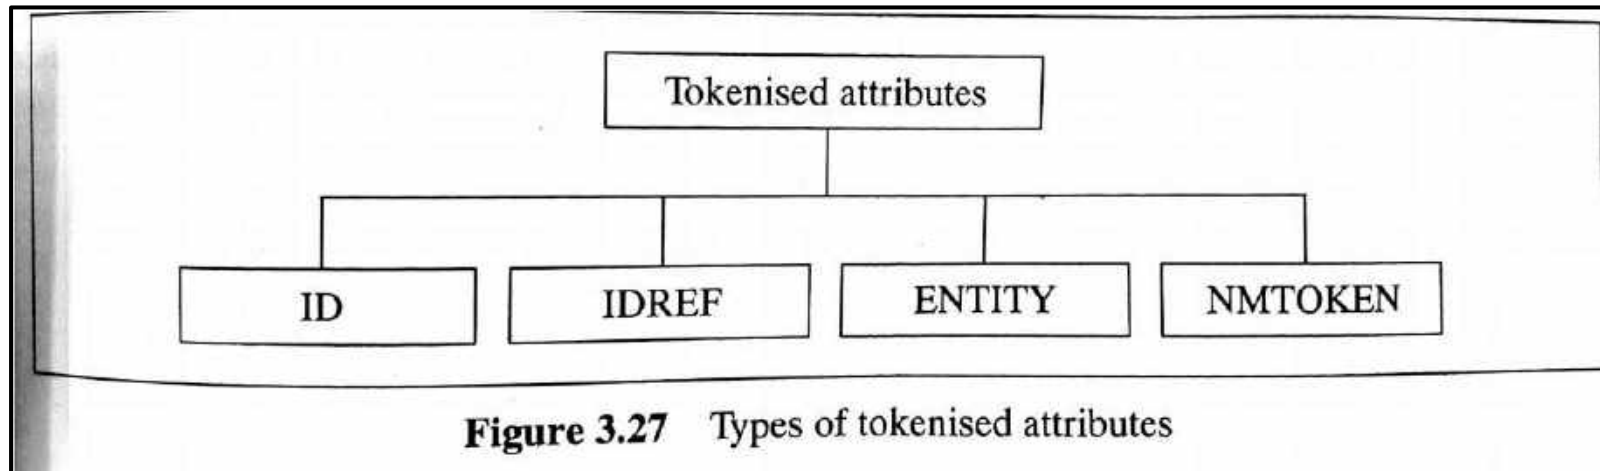 Tokenised attributes
ID
IDREF
ENTITY
NMTOKEN
Figure 3.27 Types of tokenised attributes